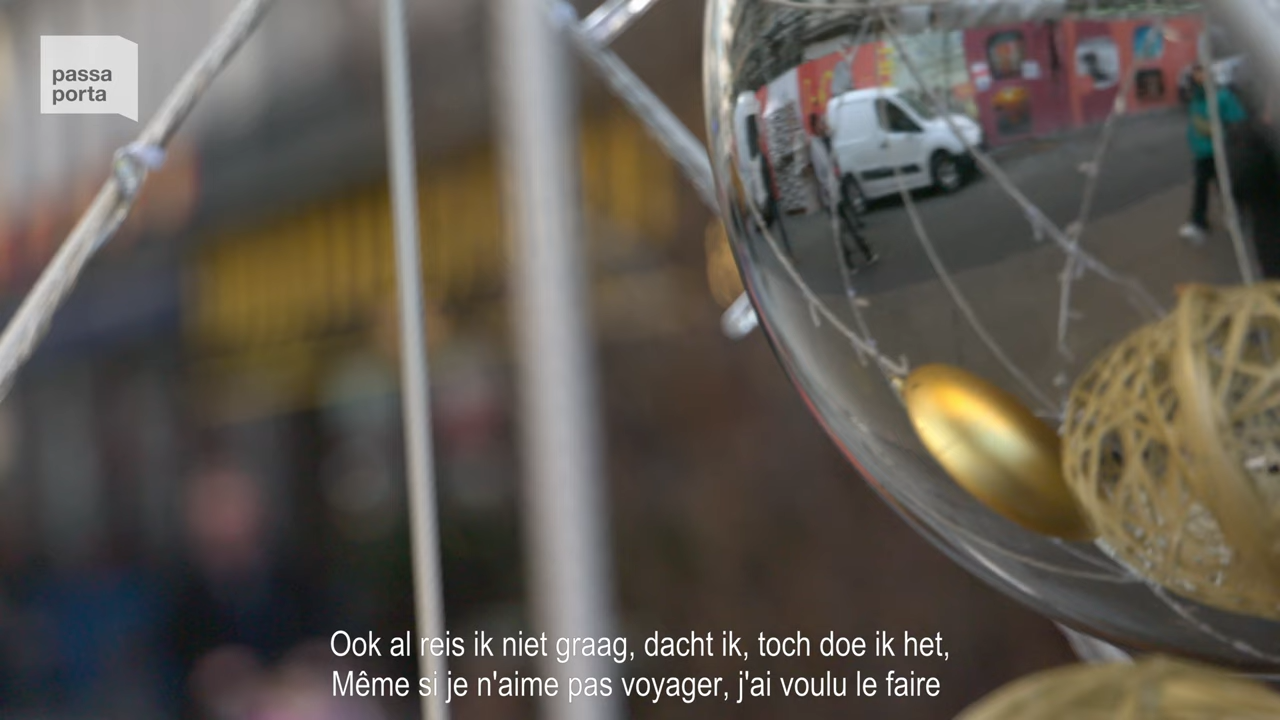 passa
porta
Ook al reis ik niet graag, dacht ik, toch doe ik het,
Même si je n'aime pas voyager, j'ai voulu le faire